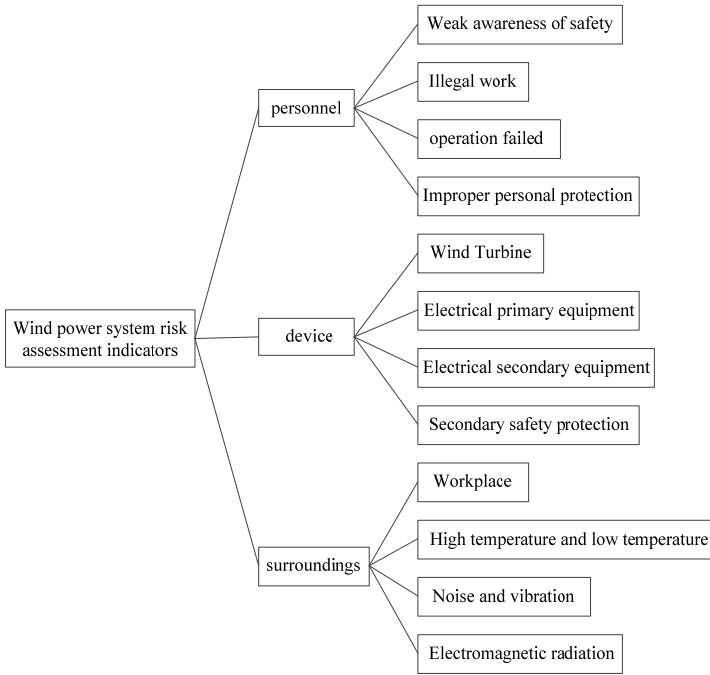 Weak awareness of safety
Illegal work
personnel
operation failed
Improper personal protection
Wind Turbine
Electrical primary equipment
Wind power system risk
assessment indicators
device
Electrical secondary equipment
Secondary safety protection
Workplace
High temperature and low temperature
surroundings
Noise and vibration
Electromagnetic radiation